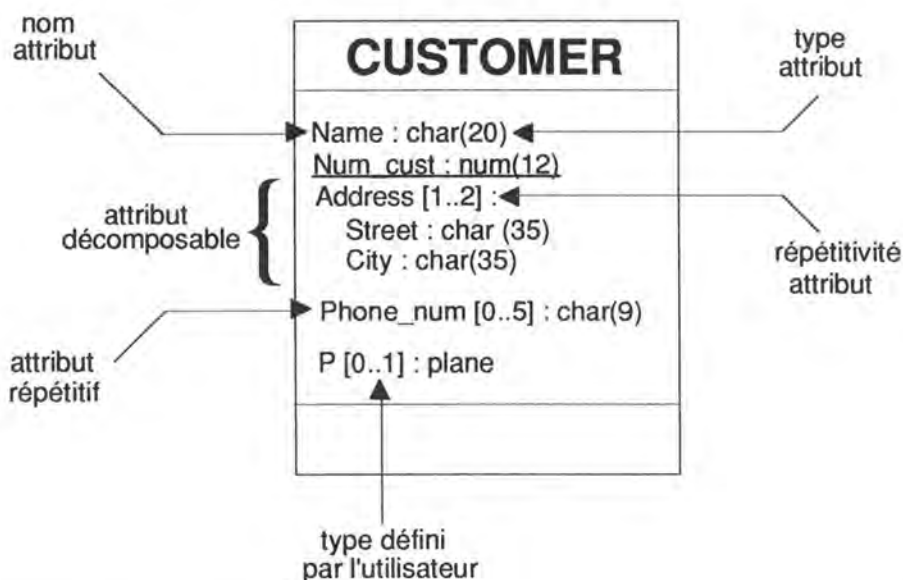 nom
attribut
CUSTOMER
type
attribut
Name : char(20)
Num_cust : num(12)
Address [1..2] :
attribut
décomposable
Street : char (35)
City : char(35)
répétitivité
attribut
Phone_num [0..5] : char(9)
attribut
répétitif
P [0..1] : plane
type défini
par l'utilisateur